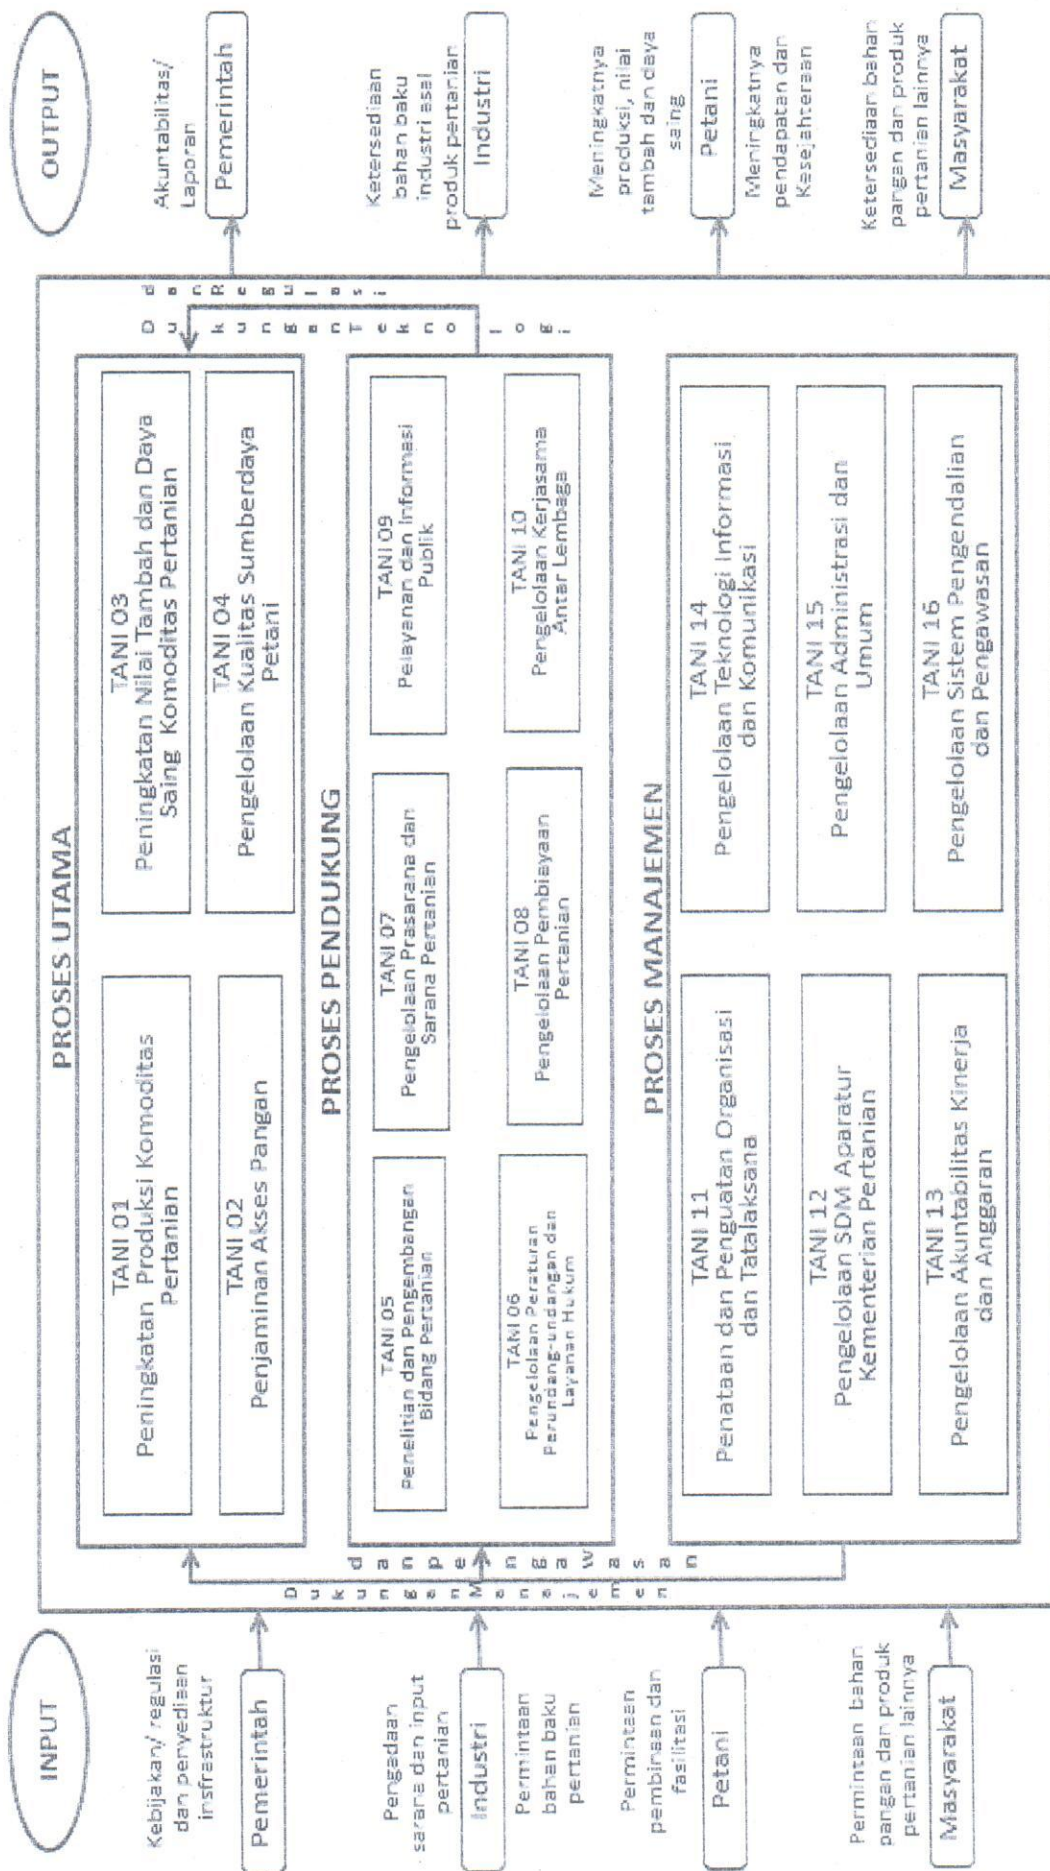 INPUT
Kebijakan/ regulasi
dan penyediaan
insfrastruktur
Pemerintah
Pengadaan
sarana dan input
pertanian
Industri
Permintaan
bahan baku
pertanian
Permintaan
pembinaan dan
fasilitasi
Petani
Permintaan bahan
pangan dan produk
pertanian lainnya
Masyarakat
Dukungan Manajemen
dan pengawasan
PROSES UTAMA
TANI 01
Peningkatan Produksi Komoditas
Pertanian
TANI 02
Penjaminan Akses Pangan
TANI 03
Peningkatan Nilai Tambah dan Daya
Saing Komoditas Pertanian
TANI 04
Pengelolaan Kualitas Sumberdaya
Petani
PROSES PENDUKUNG
TANI 05
Penelitian dan Pengembangan
Bidang Pertanian
TANI 06
Pengelolaan Peraturan
Perundang-undangan dan
Layanan Hukum
TANI 07
Pengelolaan Prasarana dan
Sarana Pertanian
TANI 08
Pengelolaan Pembiayaan
Pertanian
TANI 09
Pelayanan dan Informasi
Publik
TANI 10
Pengelolaan Kerjasama
Antar Lembaga
PROSES MANAJEMEN
TANI 11
Penataan dan Penguatan Organisasi
dan Tatalaksana
TANI 12
Pengelolaan SDM Aparatur
Kementerian Pertanian
TANI 13
Pengelolaan Akuntabilitas Kinerja
dan Anggaran
TANI 14
Pengelolaan Teknologi Informasi
dan Komunikasi
TANI 15
Pengelolaan Administrasi dan
Umum
TANI 16
Pengelolaan Sistem Pengendalian
dan Pengawasan
Dukungan Teknologi
dan Regulasi
OUTPUT
Akuntabilitas/
Laporan
Pemerintah
Ketersediaan
bahan baku
industri asal
produk pertanian
Industri
Meningkatnya
produksi, nilai
tambah dan daya
saing
Petani
Meningkatnya
pendapatan dan
Kesejahteraan
Ketersediaan bahan
pangan dan produk
pertanian lainnya
Masyarakat